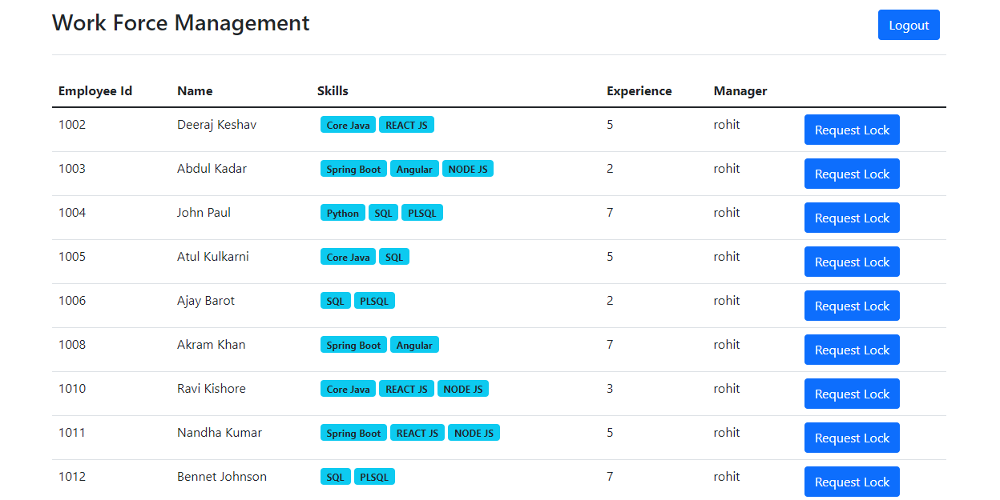 Work Force Management Logout
Employee Id Name Skills Experience Manager
1002 Deeraj Keshav Core Java REACT JS 5 rohit Request Lock
1003 Abdul Kadar Spring Boot Angular NODE JS 2 rohit Request Lock
1004 John Paul Python SQL PLSQL 7 rohit Request Lock
1005 Atul Kulkarni Core Java SQL 5 rohit Request Lock
1006 Ajay Barot SQL PLSQL 2 rohit Request Lock
1008 Akram Khan Spring Boot Angular 7 rohit Request Lock
1010 Ravi Kishore Core Java REACT JS NODE JS 3 rohit Request Lock
1011 Nandha Kumar Spring Boot REACT JS NODE JS 5 rohit Request Lock
1012 Bennet Johnson SQL PLSQL 7 rohit Request Lock